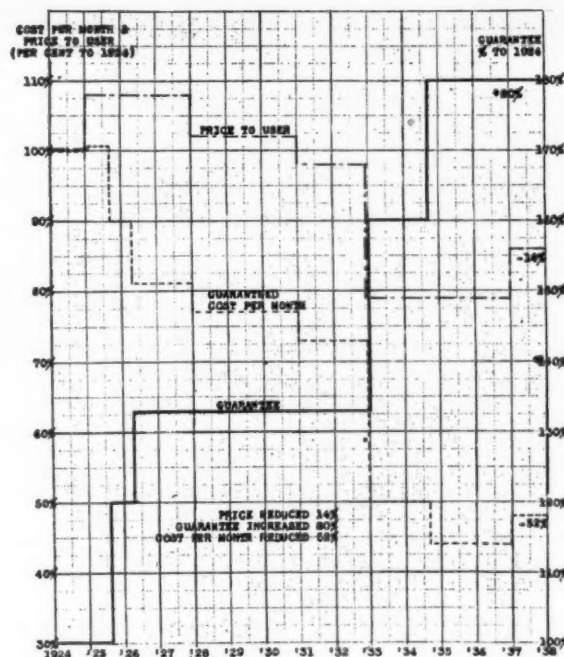 COST PER MONTH &
PRICE TO USER
(PER CENT TO 1924)
GUARANTEE
% TO 1924
110%
180%
+80%
PRICE TO USER
100%
170%
90%
160%
-14%
80%
150%
GUARANTEED
COST PER MONTH
70%
140%
GUARANTEE
60%
130%
50%
120%
PRICE REDUCED 14%
GUARANTEE INCREASED 80%
COST PER MONTH REDUCED 52%
-52%
40%
110%
30%
100%
1924 '25 '26 '27 '28 '29 '30 '31 '32 '33 '34 '35 '36 '37 '38